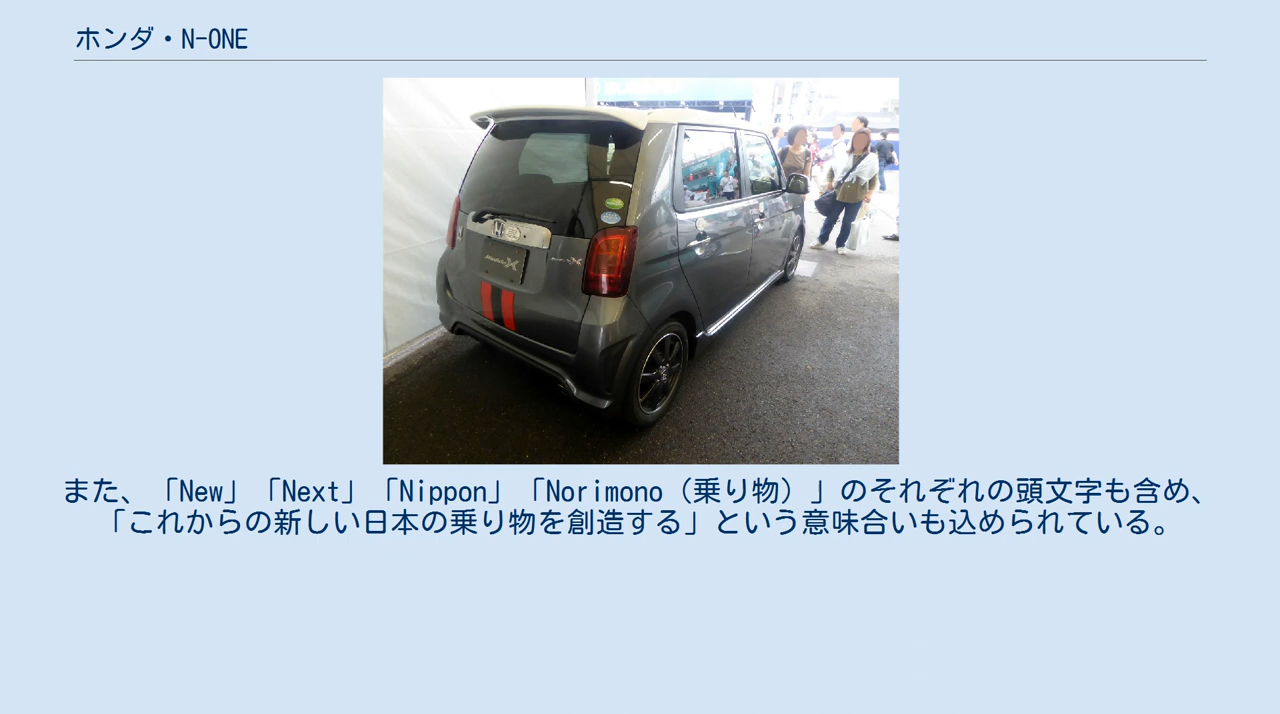 ホンダ・N-ONE
また、「New」「Next」「Nippon」「Norimono（乗り物）」のそれぞれの頭文字も含め、
「これからの新しい日本の乗り物を創造する」という意味合いも込められている。